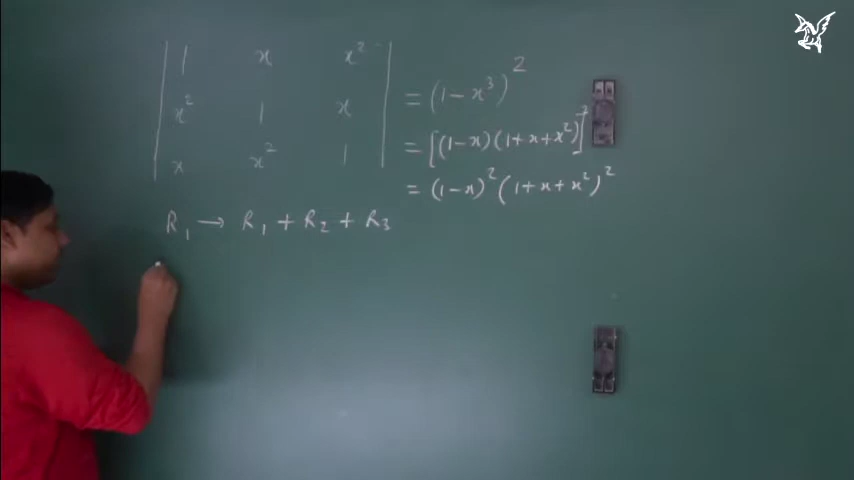 | 1 x x² | = (1 - x³)²
| x² 1 x | = [(1-x)(1+x+x²)]²
| x x² 1 | = (1-x)² (1+x+x²)²
R₁ → R₁ + R₂ + R₃